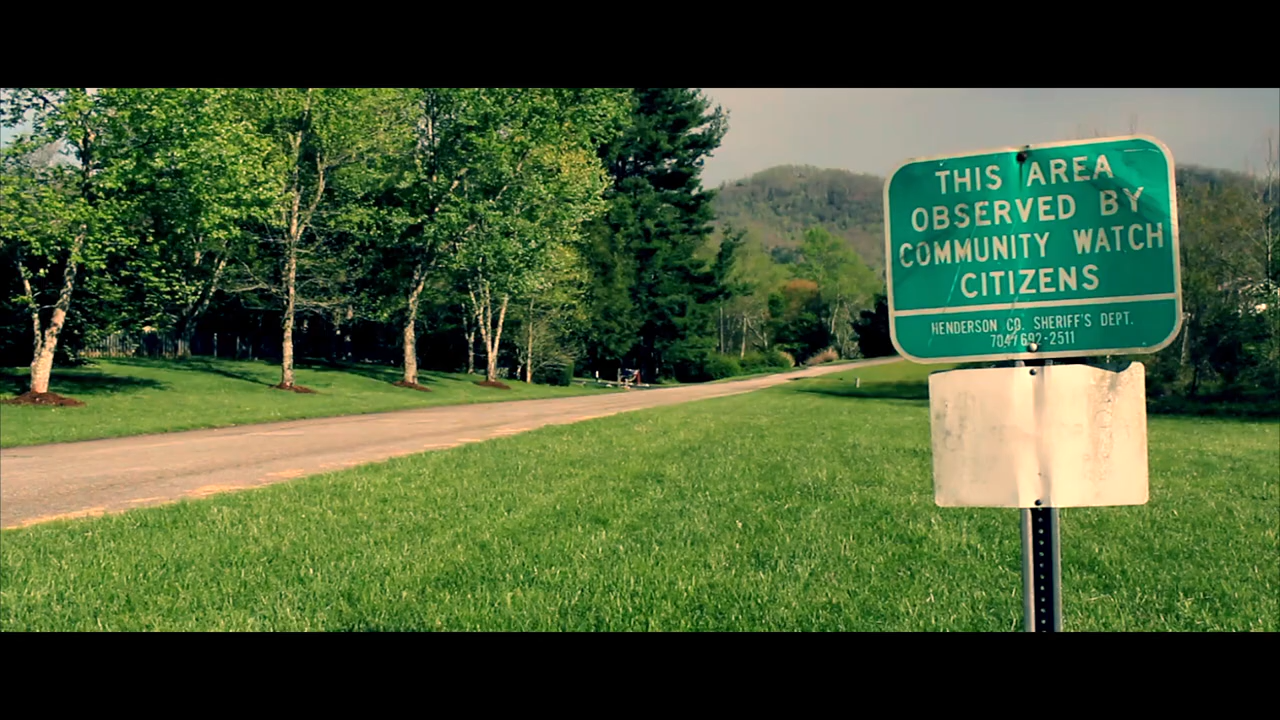 THIS AREA
OBSERVED BY
COMMUNITY WATCH
CITIZENS
HENDERSON CO. SHERIFF'S DEPT.
704/692-2511